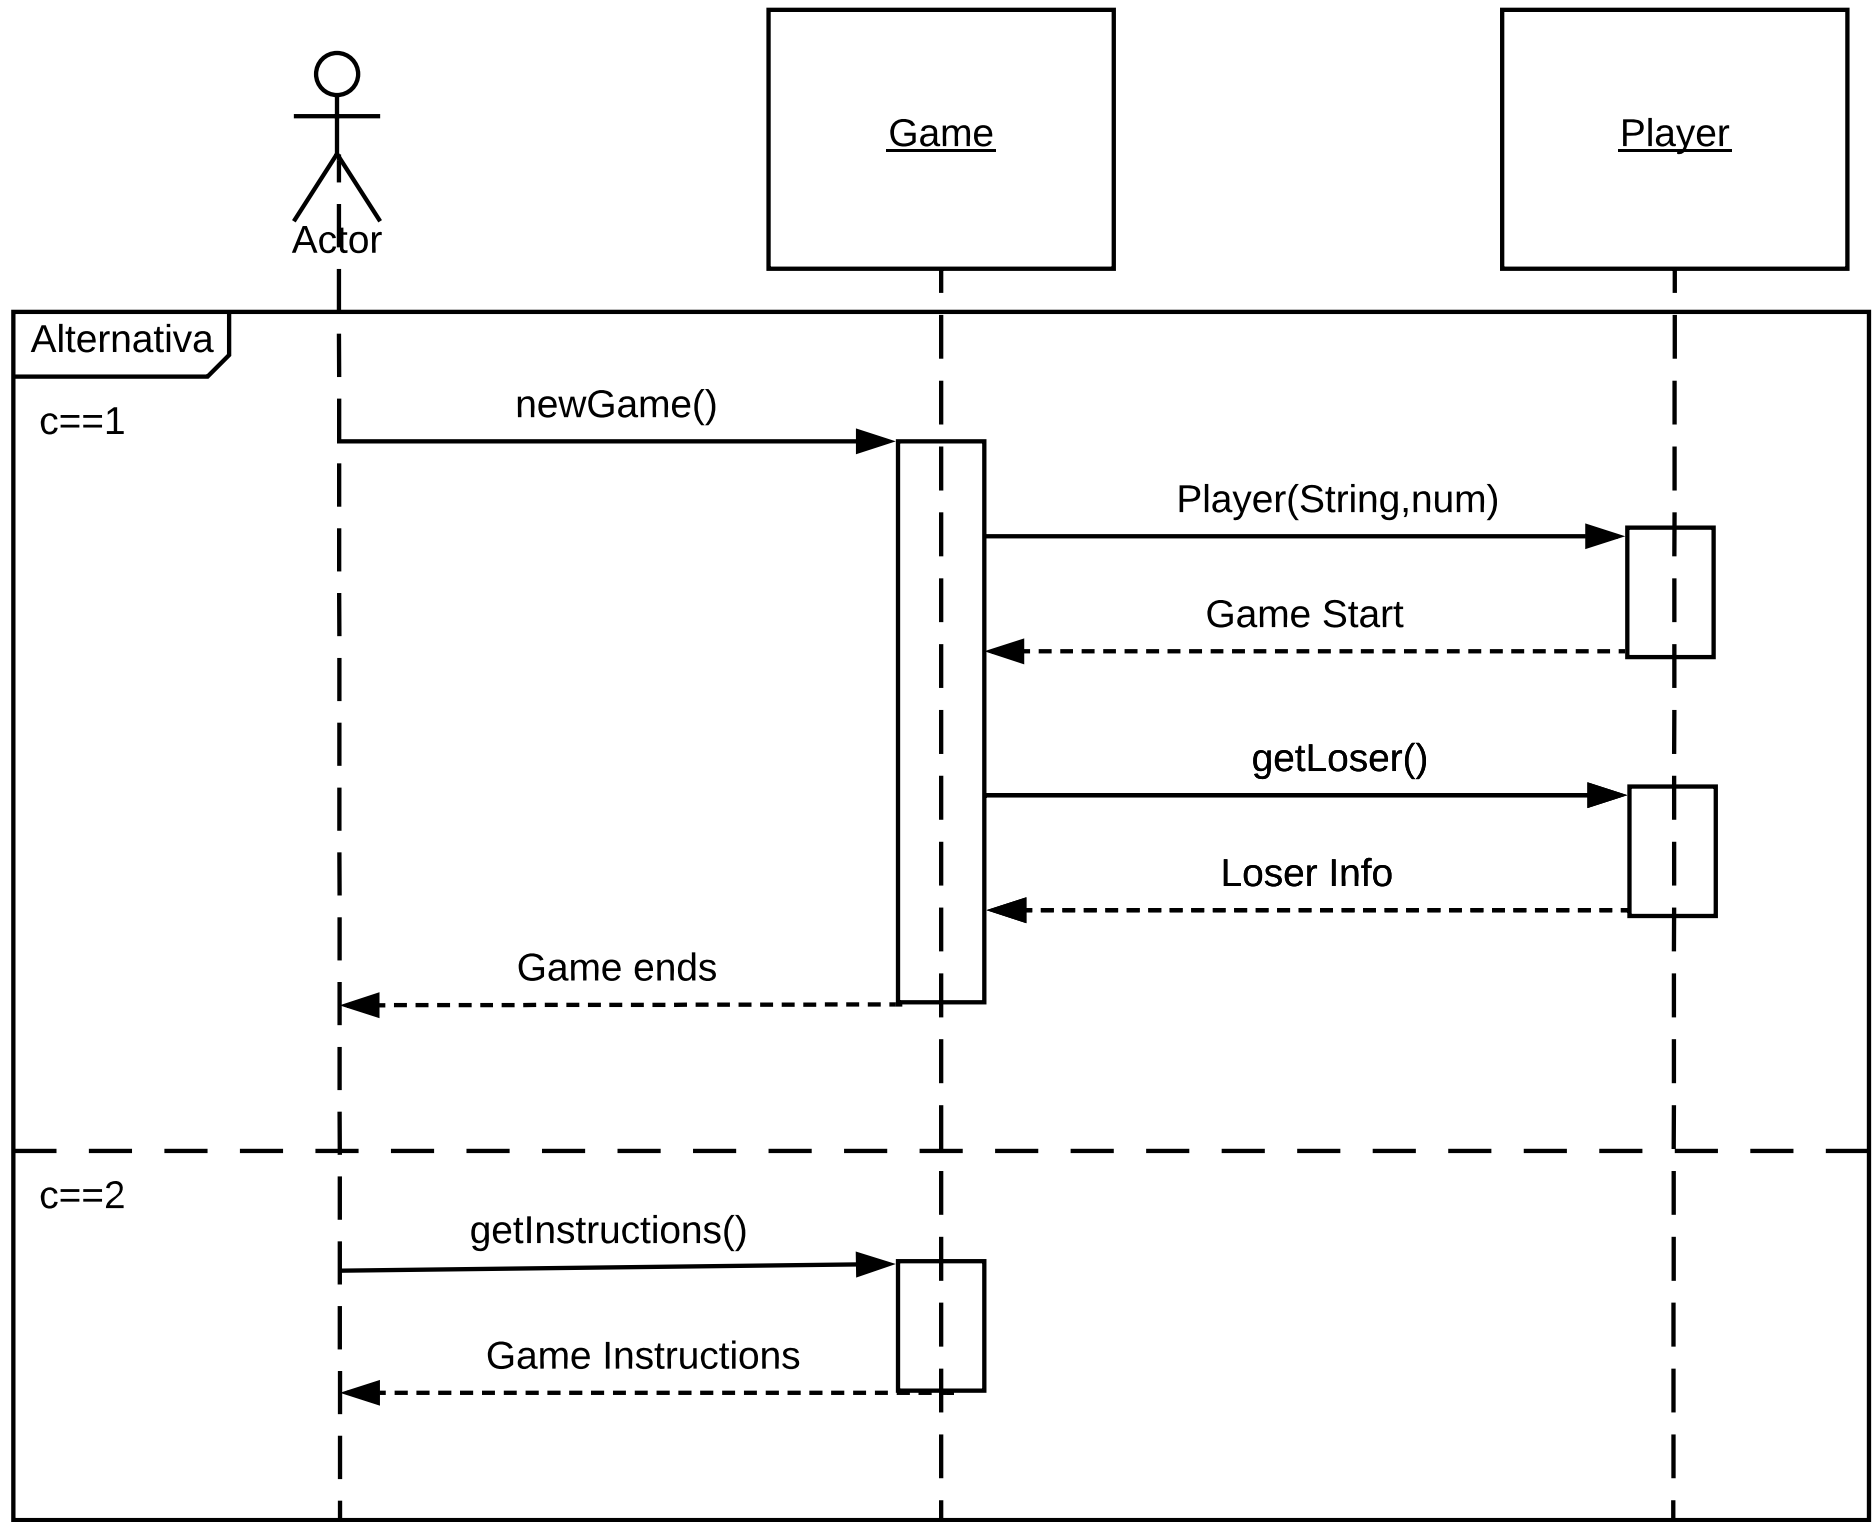 Game
Player
Actor
Alternativa
c==1
newGame()
Player(String,num)
Game Start
getLoser()
Loser Info
Game ends
c==2
getInstructions()
Game Instructions